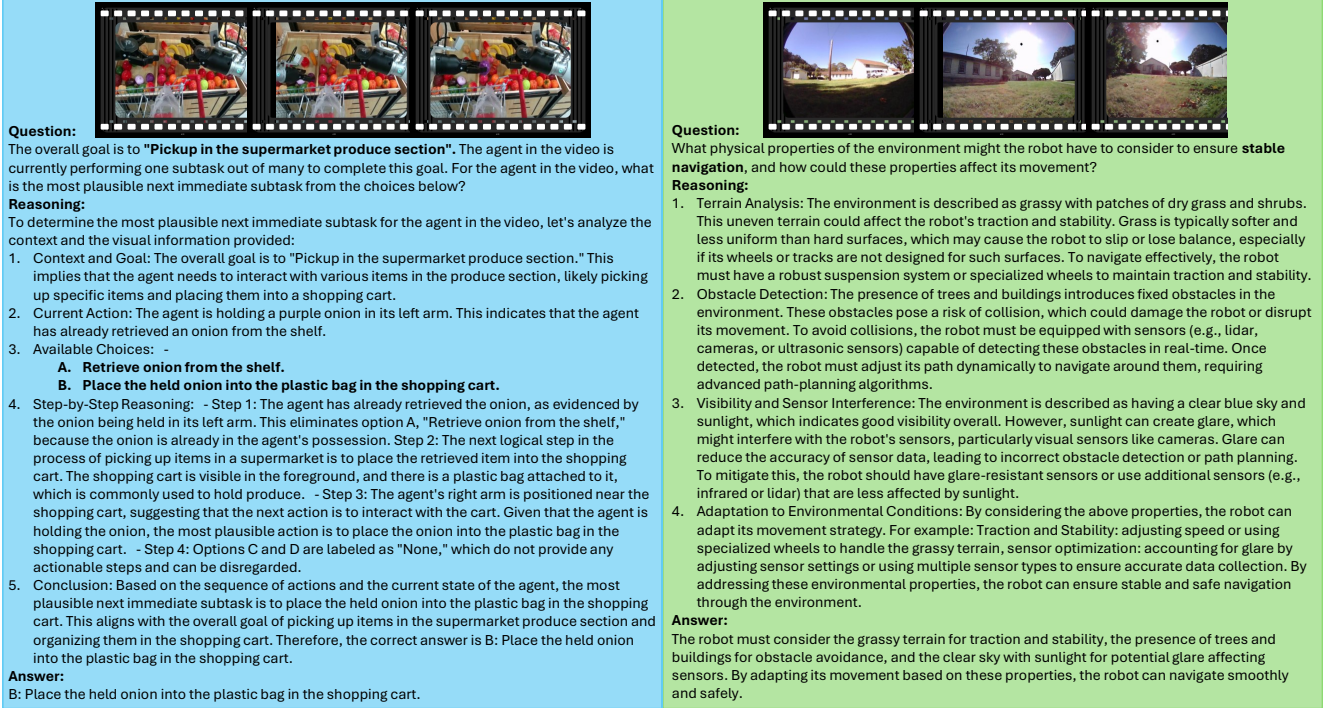 Question:
The overall goal is to "Pickup in the supermarket produce section". The agent in the video is
currently performing one subtask out of many to complete this goal. For the agent in the video, what
is the most plausible next immediate subtask from the choices below?
Reasoning:
To determine the most plausible next immediate subtask for the agent in the video, let's analyze the
context and the visual information provided:
1. Context and Goal: The overall goal is to "Pickup in the supermarket produce section." This
implies that the agent needs to interact with various items in the produce section, likely picking
up specific items and placing them into a shopping cart.
2. Current Action: The agent is holding a purple onion in its left arm. This indicates that the agent
has already retrieved an onion from the shelf.
3. Available Choices: -
A. Retrieve onion from the shelf.
B. Place the held onion into the plastic bag in the shopping cart.
4. Step-by-Step Reasoning: - Step 1: The agent has already retrieved the onion, as evidenced by
the onion being held in its left arm. This eliminates option A, "Retrieve onion from the shelf,"
because the onion is already in the agent's possession. Step 2: The next logical step in the
process of picking up items in a supermarket is to place the retrieved item into the shopping
cart. The shopping cart is visible in the foreground, and there is a plastic bag attached to it,
which is commonly used to hold produce. - Step 3: The agent's right arm is positioned near the
shopping cart, suggesting that the next action is to interact with the cart. Given that the agent is
holding the onion, the most plausible action is to place the onion into the plastic bag in the
shopping cart. - Step 4: Options C and D are labeled as "None," which do not provide any
actionable steps and can be disregarded.
5. Conclusion: Based on the sequence of actions and the current state of the agent, the most
plausible next immediate subtask is to place the held onion into the plastic bag in the shopping
cart. This aligns with the overall goal of picking up items in the supermarket produce section and
organizing them in the shopping cart. Therefore, the correct answer is B: Place the held onion
into the plastic bag in the shopping cart.
Answer:
B: Place the held onion into the plastic bag in the shopping cart.
Question:
What physical properties of the environment might the robot have to consider to ensure stable
navigation, and how could these properties affect its movement?
Reasoning:
1. Terrain Analysis: The environment is described as grassy with patches of dry grass and shrubs.
This uneven terrain could affect the robot's traction and stability. Grass is typically softer and
less uniform than hard surfaces, which may cause the robot to slip or lose balance, especially
if its wheels or tracks are not designed for such surfaces. To navigate effectively, the robot
must have a robust suspension system or specialized wheels to maintain traction and stability.
2. Obstacle Detection: The presence of trees and buildings introduces fixed obstacles in the
environment. These obstacles pose a risk of collision, which could damage the robot or disrupt
its movement. To avoid collisions, the robot must be equipped with sensors (e.g., lidar,
cameras, or ultrasonic sensors) capable of detecting these obstacles in real-time. Once
detected, the robot must adjust its path dynamically to navigate around them, requiring
advanced path-planning algorithms.
3. Visibility and Sensor Interference: The environment is described as having a clear blue sky and
sunlight, which indicates good visibility overall. However, sunlight can create glare, which
might interfere with the robot's sensors, particularly visual sensors like cameras. Glare can
reduce the accuracy of sensor data, leading to incorrect obstacle detection or path planning.
To mitigate this, the robot should have glare-resistant sensors or use additional sensors (e.g.,
infrared or lidar) that are less affected by sunlight.
4. Adaptation to Environmental Conditions: By considering the above properties, the robot can
adapt its movement strategy. For example: Traction and Stability: adjusting speed or using
specialized wheels to handle the grassy terrain, sensor optimization: accounting for glare by
adjusting sensor settings or using multiple sensor types to ensure accurate data collection. By
addressing these environmental properties, the robot can ensure stable and safe navigation
through the environment.
Answer:
The robot must consider the grassy terrain for traction and stability, the presence of trees and
buildings for obstacle avoidance, and the clear sky with sunlight for potential glare affecting
sensors. By adapting its movement based on these properties, the robot can navigate smoothly
and safely.